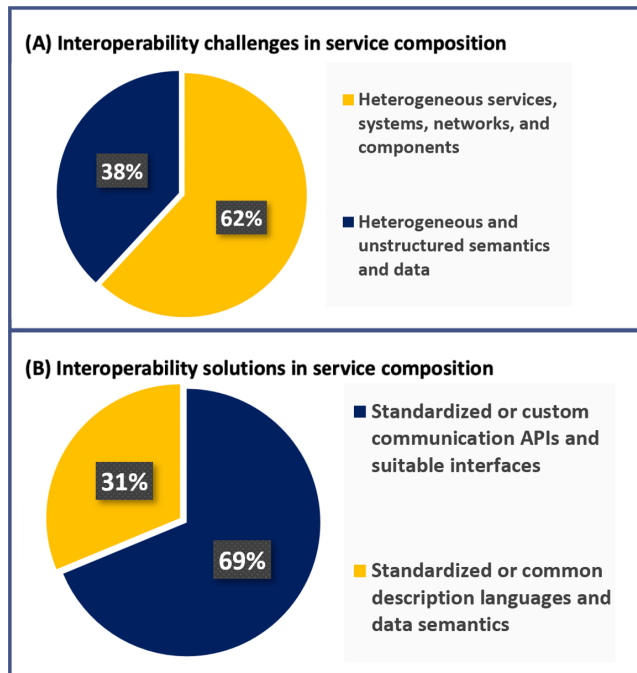 (A) Interoperability challenges in service composition
38%
62%
Heterogeneous services,
systems, networks, and
components
Heterogeneous and
unstructured semantics
and data
(B) Interoperability solutions in service composition
31%
69%
Standardized or custom
communication APIs and
suitable interfaces
Standardized or common
description languages and
data semantics